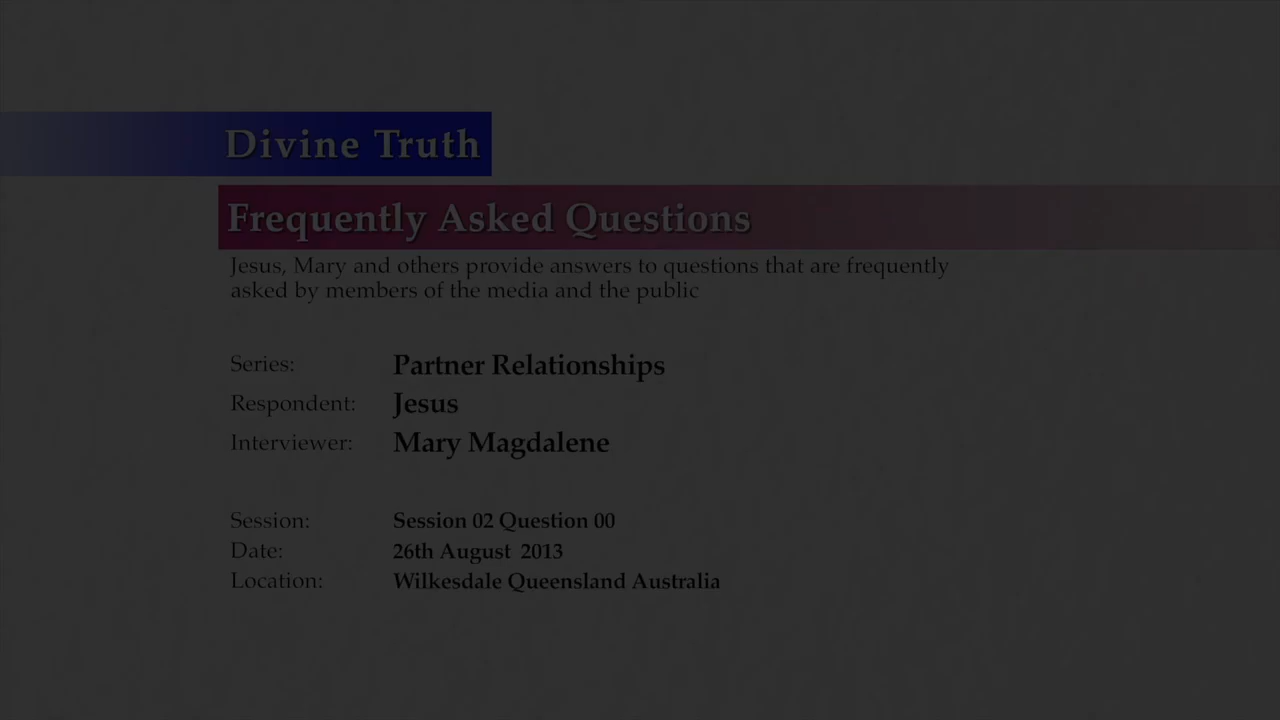 Divine Truth
Frequently Asked Questions
Jesus, Mary and others provide answers to questions that are frequently
asked by members of the media and the public
Series: Partner Relationships
Respondent: Jesus
Interviewer: Mary Magdalene
Session: Session 02 Question 00
Date: 26th August 2013
Location: Wilkesdale Queensland Australia